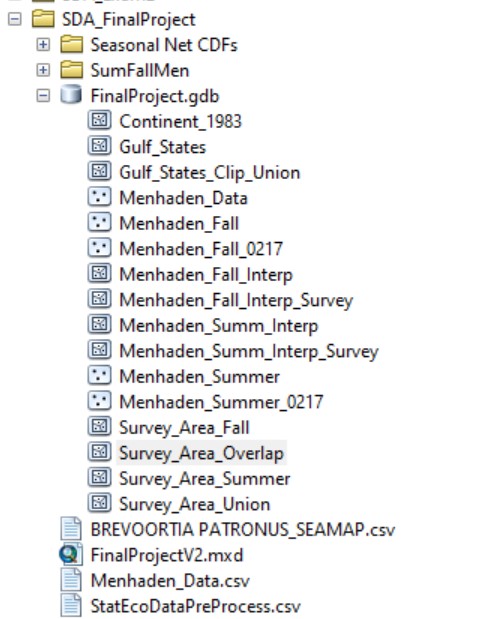 SDA_FinalProject
Seasonal Net CDFs
SumFallMen
FinalProject.gdb
Continent_1983
Gulf_States
Gulf_States_Clip_Union
Menhaden_Data
Menhaden_Fall
Menhaden_Fall_0217
Menhaden_Fall_Interp
Menhaden_Fall_Interp_Survey
Menhaden_Summ_Interp
Menhaden_Summ_Interp_Survey
Menhaden_Summer
Menhaden_Summer_0217
Survey_Area_Fall
Survey_Area_Overlap
Survey_Area_Summer
Survey_Area_Union
BREVOORTIA PATRONUS_SEAMAP.csv
FinalProjectV2.mxd
Menhaden_Data.csv
StatEcoDataPreProcess.csv